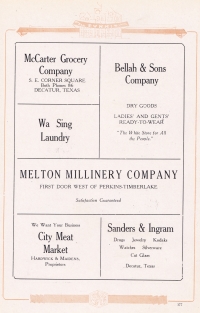 McCarter Grocery
Company
S. E. CORNER SQUARE
Both Phones 86
DECATUR, TEXAS
Bellah & Sons
Company
DRY GOODS
LADIES' AND GENTS'
READY-TO-WEAR
"The White Store for All
the People"
Wa Sing
Laundry
MELTON MILLINERY COMPANY
FIRST DOOR WEST OF PERKINS-TIMBERLAKE
Satisfaction Guaranteed
We Want Your Business
City Meat
Market
Proprietors
Sanders & Ingram
Drugs Jewelry Kodaks
Watches Silverware
Cut Glass
Decatur, Texas